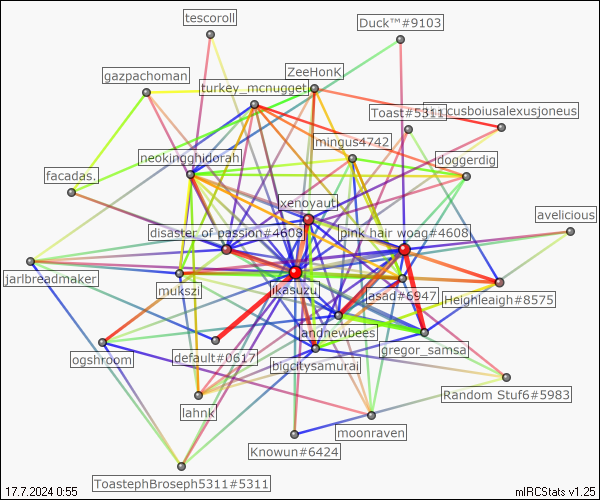 tescoroll
Duck™#9103
ZeeHonK
gazpachoman
turkey_mcnugget
Toast#5311
cusboiusalexusjoneus
mingus4742
neokingghidorah
doggerdig
facadas.
xenoyaut
avelicious
disaster of passion#4608
pink hair woag#4608
jarlbreadmaker
mukszi
ikasuzu
jasad#6947
Heighleaigh#8575
andnewbees
gregor_samsa
ogshroom
default#0617
bigcitysamurai
Random Stuf6#5983
lahnk
moonraven
Knowun#6424
ToastephBroseph5311#5311
17.7.2024 0:55
mIRCStats v1.25